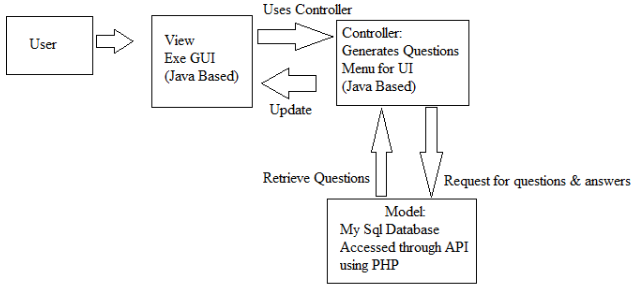 Uses Controller
User
View
Exe GUI
(Java Based)
Controller:
Generates Questions
Menu for UI
(Java Based)
Update
Retrieve Questions
Request for questions & answers
Model:
My Sql Database
Accessed through API
using PHP